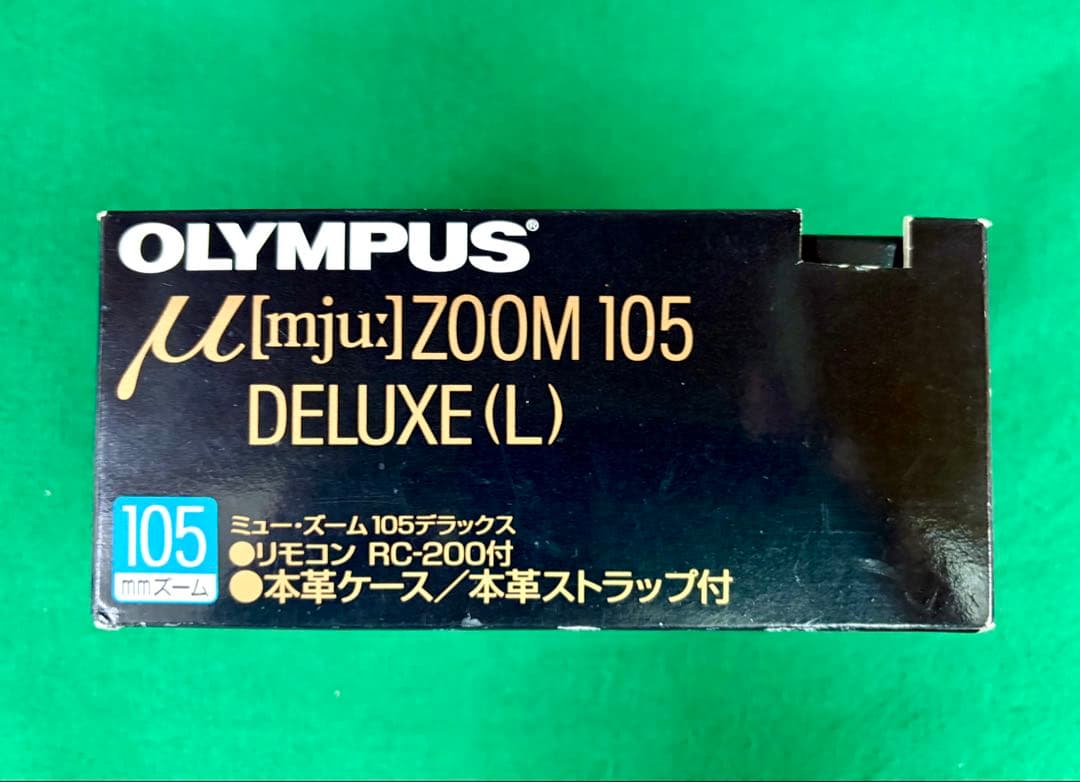 OLYMPUS®
μ[mju:]ZOOM 105
DELUXE(L)
105
mmズーム
ミュー・ズーム105デラックス
●リモコン RC-200付
●本革ケース/本革ストラップ付